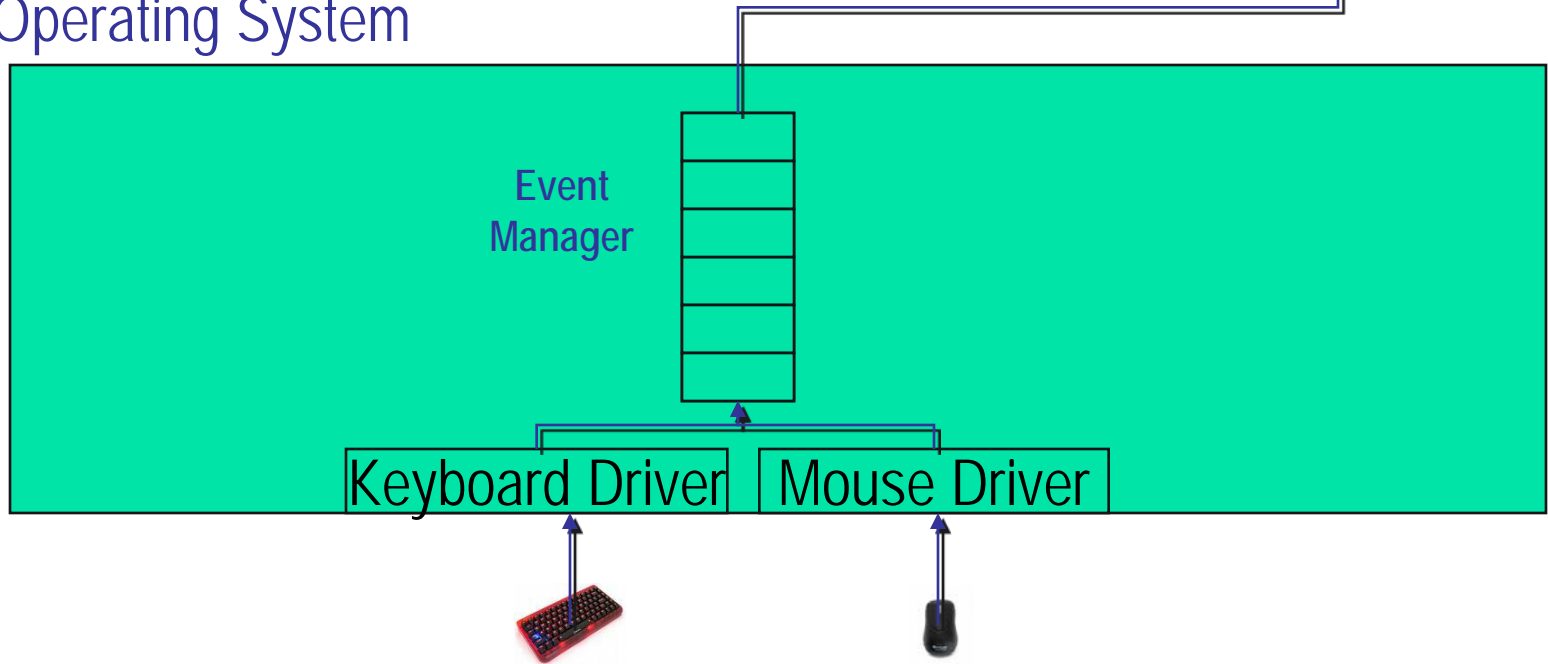 Operating System
Event
Manager
Keyboard Driver
Mouse Driver